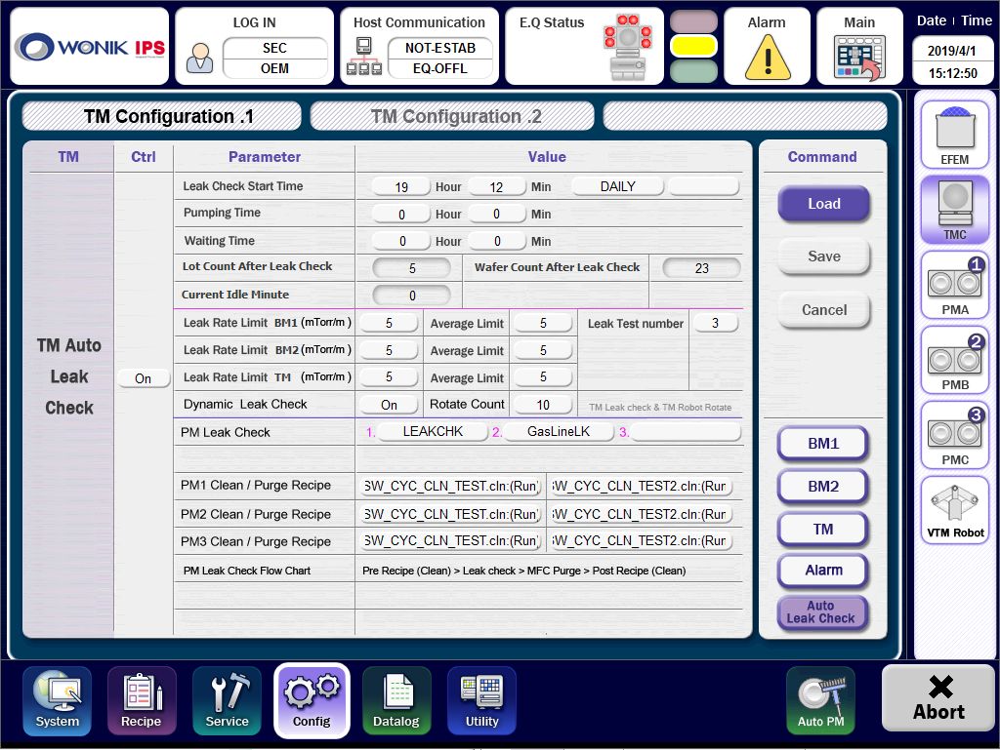 WONIK IPS
LOG IN
SEC
OEM
Host Communication
NOT-ESTAB
EQ-OFFL
E.Q Status
Alarm
Main
Date Time
2019/4/1
15:12:50
TM Configuration .1
TM Configuration .2
TM Ctrl Parameter Value
Leak Check Start Time 19 Hour 12 Min DAILY
Pumping Time 0 Hour 0 Min
Waiting Time 0 Hour 0 Min
Lot Count After Leak Check 5 Wafer Count After Leak Check 23
Current Idle Minute 0
Leak Rate Limit BM1 (mTorr/m ) 5 Average Limit 5 Leak Test number 3
Leak Rate Limit BM2 (mTorr/m ) 5 Average Limit 5
Leak Rate Limit TM (mTorr/m ) 5 Average Limit 5
TM Auto
Leak
Check
On
Dynamic Leak Check On Rotate Count 10 TM Leak check & TM Robot Rotate
PM Leak Check 1. LEAKCHK 2. GasLineLK 3.
PM1 Clean / Purge Recipe SW_CYC_CLN_TEST.cln:(Run) SW_CYC_CLN_TEST2.cln:(Run
PM2 Clean / Purge Recipe SW_CYC_CLN_TEST.cln:(Run) SW_CYC_CLN_TEST2.cln:(Run
PM3 Clean / Purge Recipe SW_CYC_CLN_TEST.cln:(Run) SW_CYC_CLN_TEST2.cln:(Run
PM Leak Check Flow Chart Pre Recipe (Clean) > Leak check > MFC Purge > Post Recipe (Clean)
Command
Load
Save
Cancel
BM1
BM2
TM
Alarm
Auto
Leak Check
EFEM
TMC
1
PMA
2
PMB
3
PMC
VTM Robot
System
Recipe
Service
Config
Datalog
Utility
Auto PM
Abort